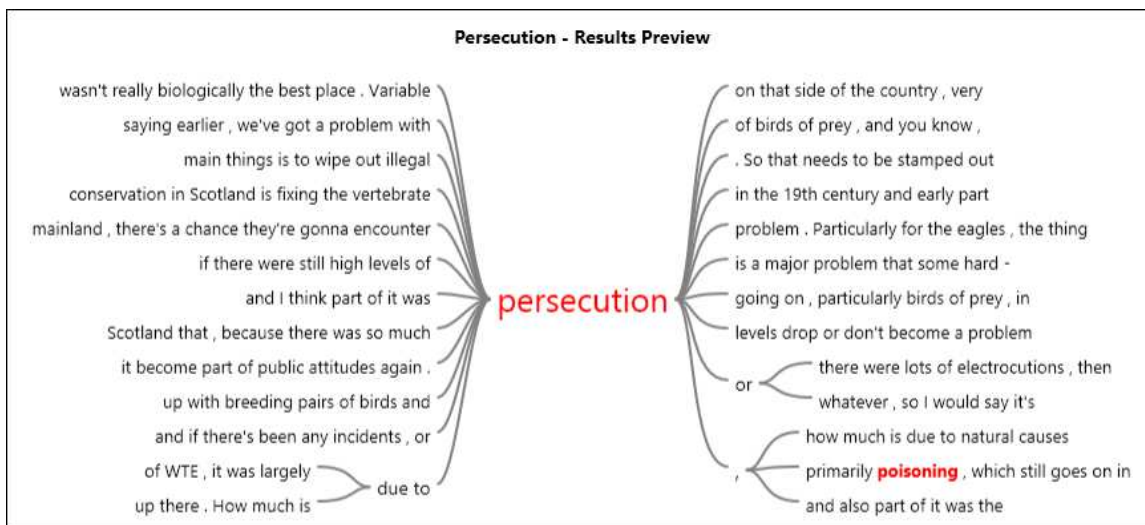 Persecution - Results Preview
wasn't really biologically the best place . Variable
saying earlier , we've got a problem with
main things is to wipe out illegal
conservation in Scotland is fixing the vertebrate
mainland , there's a chance they're gonna encounter
if there were still high levels of
and I think part of it was
Scotland that , because there was so much
it become part of public attitudes again .
up with breeding pairs of birds and
and if there's been any incidents , or
of WTE , it was largely
up there . How much is
due to
persecution
on that side of the country , very
of birds of prey , and you know ,
. So that needs to be stamped out
in the 19th century and early part
problem . Particularly for the eagles , the thing
is a major problem that some hard -
going on , particularly birds of prey , in
levels drop or don't become a problem
or
there were lots of electrocutions , then
whatever , so I would say it's
,
how much is due to natural causes
primarily poisoning , which still goes on in
and also part of it was the